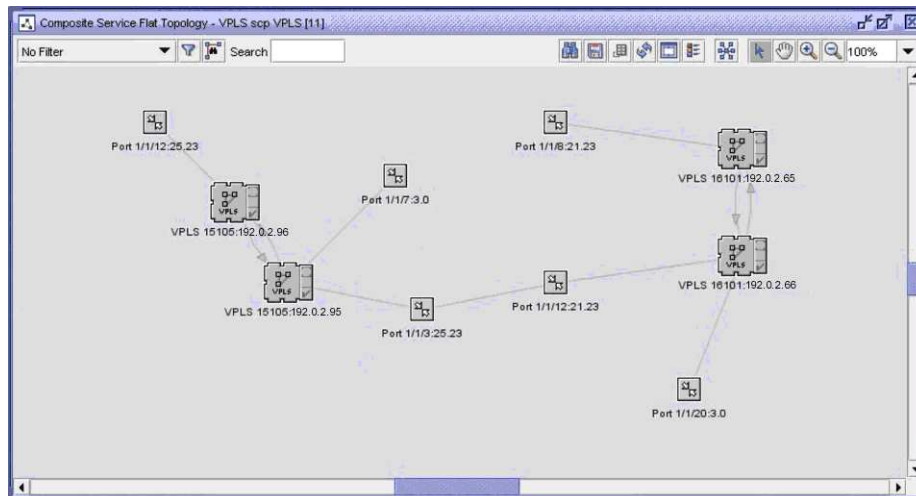 Composite Service Flat Topology - VPLS scp VPLS [11]
No Filter Search 100%
Port 1/1/12:25.23
Port 1/1/8:21.23
VPLS 16101:192.0.2.65
Port 1/1/7:3.0
VPLS
VPLS 15105:192.0.2.96
VPLS
VPLS 15105:192.0.2.95
VPLS
VPLS 16101:192.0.2.66
VPLS
Port 1/1/12:21.23
Port 1/1/3:25.23
Port 1/1/20:3.0